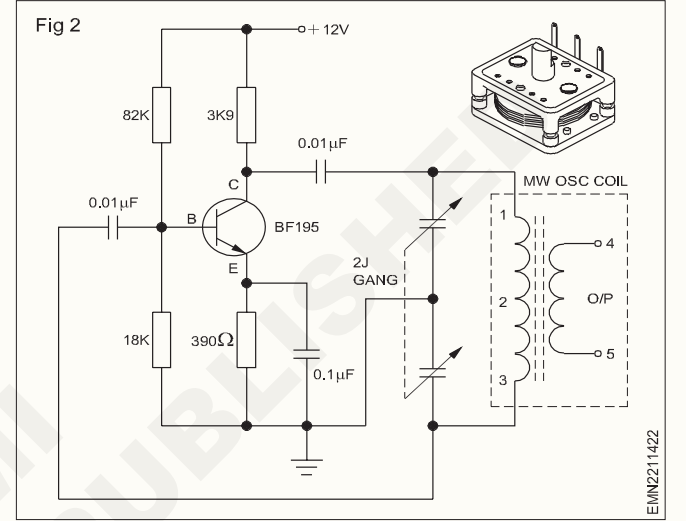 Fig 2
+ 12V
82K
3K9
0.01µF
C
MW OSC COIL
0.01µF
B
BF195
1
4
E
2J
GANG
2
O/P
18K
390Ω
0.1µF
3
5
EMN2211422
PUBLISHED